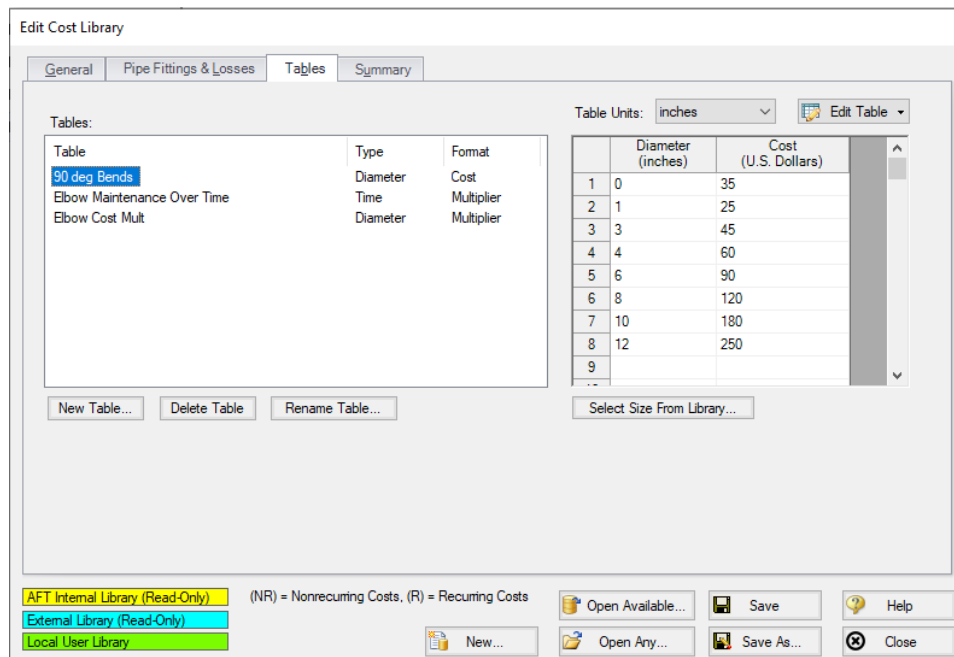 Edit Cost Library
General Pipe Fittings & Losses Tables Summary
Tables:
Table Type Format
90 deg Bends Diameter Cost
Elbow Maintenance Over Time Time Multiplier
Elbow Cost Mult Diameter Multiplier
New Table... Delete Table Rename Table...
Table Units: inches Edit Table
Diameter (inches) Cost (U.S. Dollars)
1 0 35
2 1 25
3 3 45
4 4 60
5 6 90
6 8 120
7 10 180
8 12 250
9
Select Size From Library...
AFT Internal Library (Read-Only) (NR) = Nonrecurring Costs, (R) = Recurring Costs
External Library (Read-Only)
Local User Library
Open Available... Save Help
New... Open Any... Save As... Close